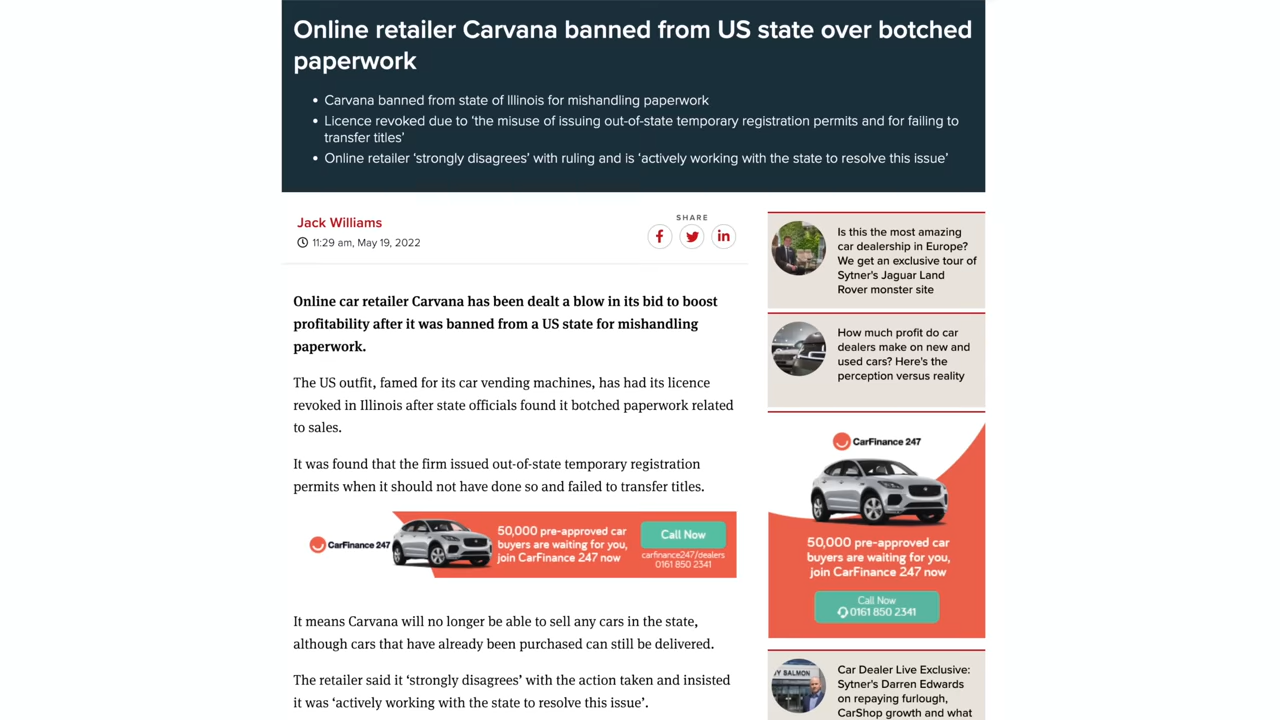 Online retailer Carvana banned from US state over botched
paperwork
• Carvana banned from state of Illinois for mishandling paperwork
• Licence revoked due to ‘the misuse of issuing out-of-state temporary registration permits and for failing to
transfer titles’
• Online retailer ‘strongly disagrees’ with ruling and is ‘actively working with the state to resolve this issue’
Jack Williams
11:29 am, May 19, 2022
SHARE
Online car retailer Carvana has been dealt a blow in its bid to boost
profitability after it was banned from a US state for mishandling
paperwork.
The US outfit, famed for its car vending machines, has had its licence
revoked in Illinois after state officials found it botched paperwork related
to sales.
It was found that the firm issued out-of-state temporary registration
permits when it should not have done so and failed to transfer titles.
CarFinance 247
50,000 pre-approved car
buyers are waiting for you,
join CarFinance 247 now
Call Now
carfinance247/dealers
0161 850 2341
It means Carvana will no longer be able to sell any cars in the state,
although cars that have already been purchased can still be delivered.
The retailer said it ‘strongly disagrees’ with the action taken and insisted
it was ‘actively working with the state to resolve this issue’.
Is this the most amazing
car dealership in Europe?
We get an exclusive tour of
Sytner's Jaguar Land
Rover monster site
How much profit do car
dealers make on new and
used cars? Here's the
perception versus reality
CarFinance 247
50,000 pre-approved car
buyers are waiting for you,
join CarFinance 247 now
Call Now
0161 850 2341
Y SALMON
Car Dealer Live Exclusive:
Sytner's Darren Edwards
on repaying furlough,
CarShop growth and what